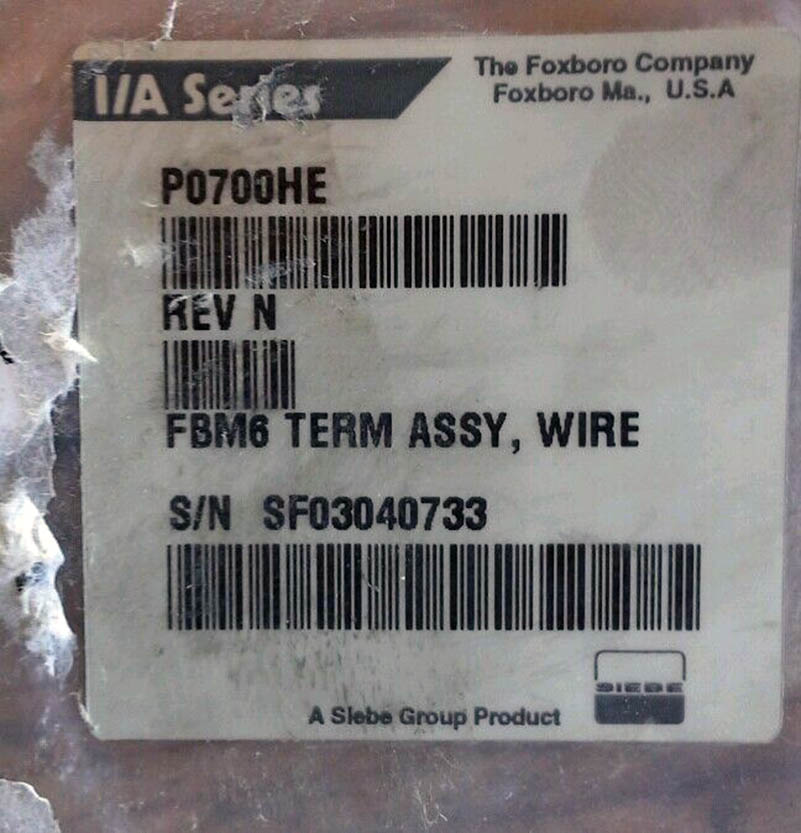 I/A Series
The Foxboro Company
Foxboro Ma., U.S.A
P0700HE
REV N
FBM6 TERM ASSY, WIRE
S/N SF03040733
SIEBE
A Siebe Group Product